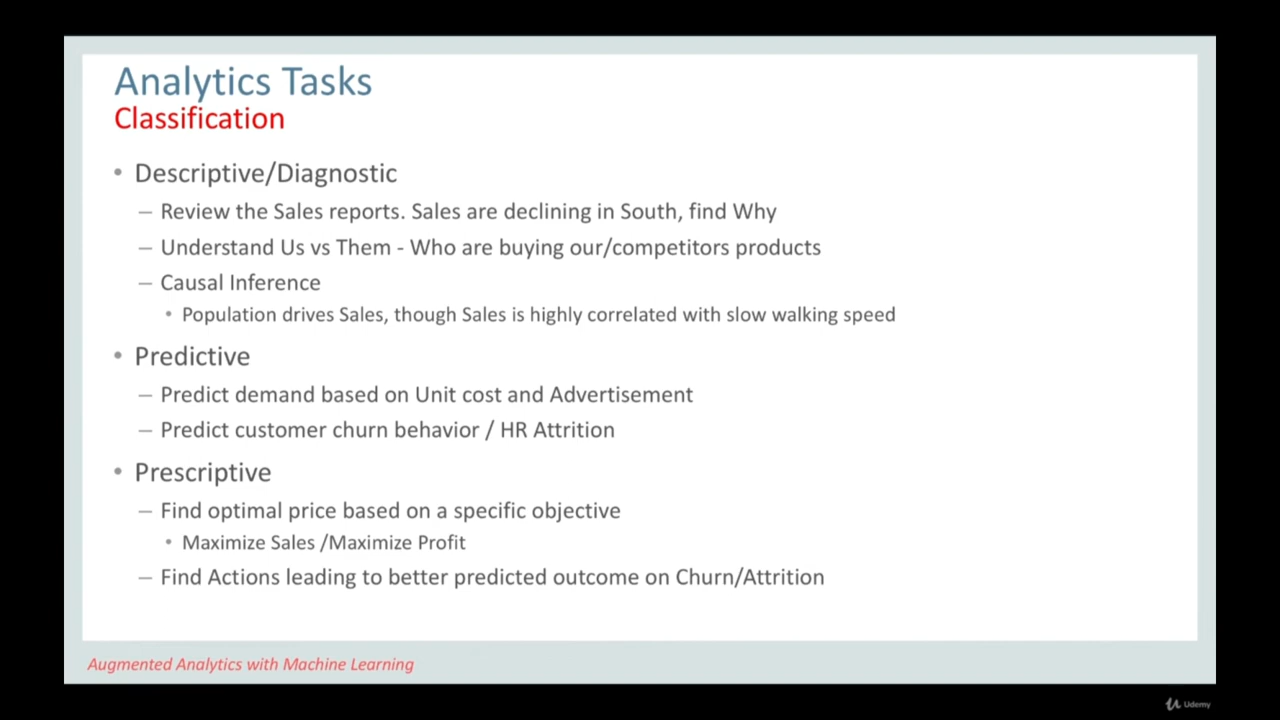 Analytics Tasks
Classification
• Descriptive/Diagnostic
– Review the Sales reports. Sales are declining in South, find Why
– Understand Us vs Them - Who are buying our/competitors products
– Causal Inference
• Population drives Sales, though Sales is highly correlated with slow walking speed
• Predictive
– Predict demand based on Unit cost and Advertisement
– Predict customer churn behavior / HR Attrition
• Prescriptive
– Find optimal price based on a specific objective
• Maximize Sales /Maximize Profit
– Find Actions leading to better predicted outcome on Churn/Attrition
Augmented Analytics with Machine Learning
Udemy